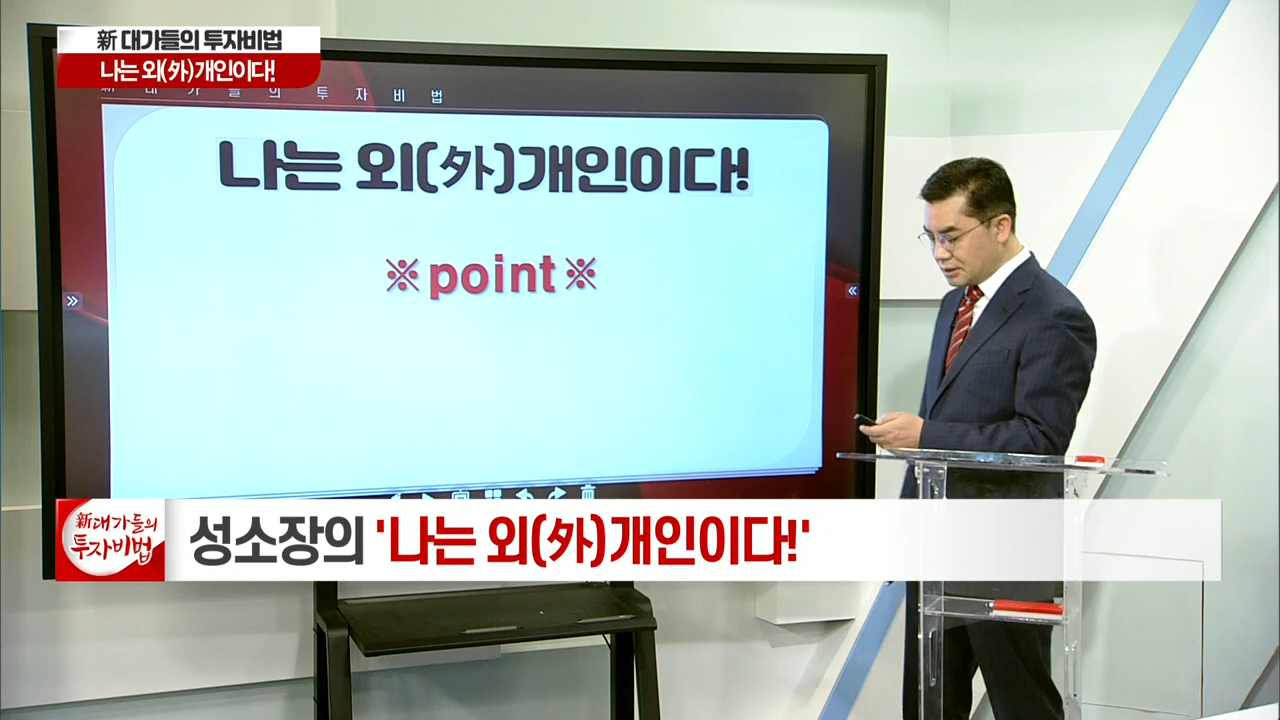 新 대가들의 투자비법
나는 외(外)개인이다!
新 대 가 들 의 투 자 비 법
나는 외(外)개인이다!
※point※
新 대가들의
투자비법
성소장의 '나는 외(外)개인이다!'